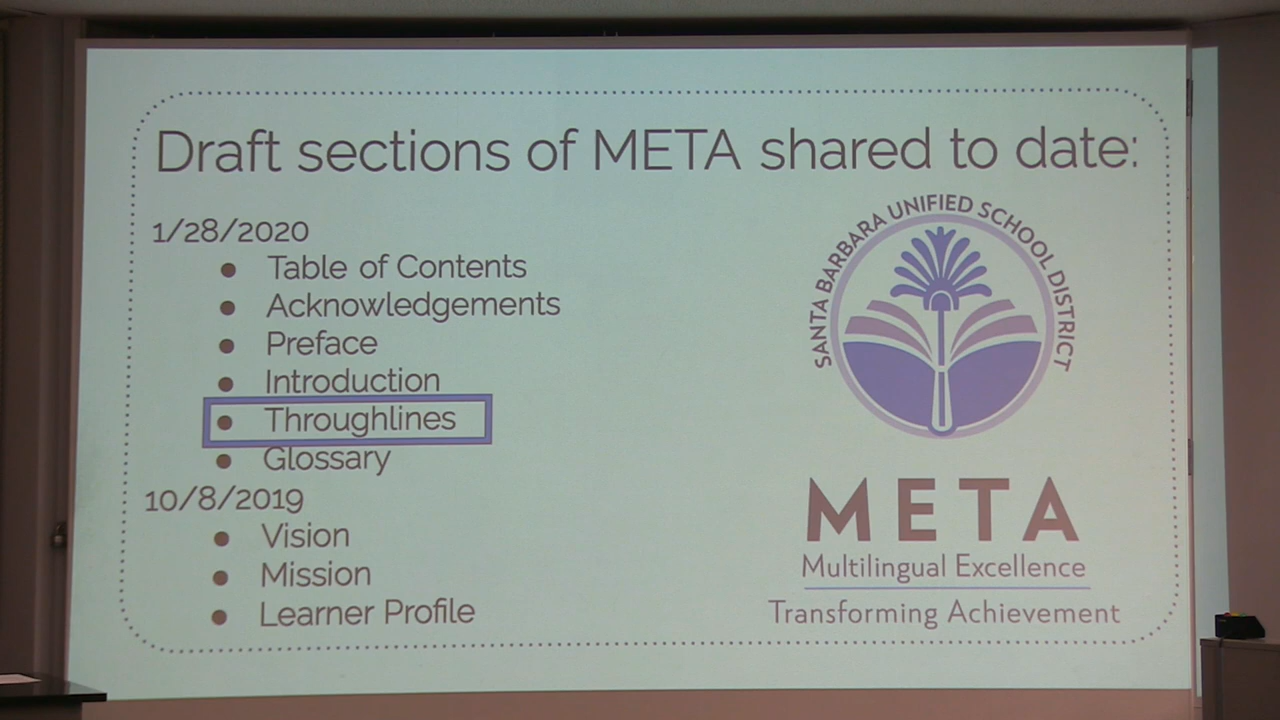 Draft sections of META shared to date:
1/28/2020
● Table of Contents
● Acknowledgements
● Preface
● Introduction
● Throughlines
● Glossary
10/8/2019
● Vision
● Mission
● Learner Profile
SANTA BARBARA UNIFIED SCHOOL DISTRICT
META
Multilingual Excellence
Transforming Achievement